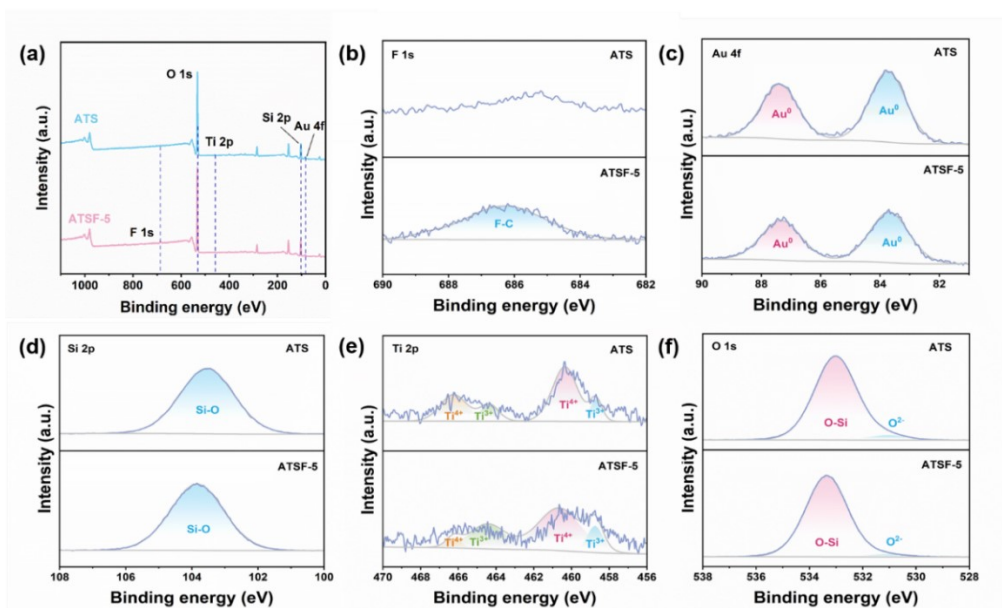 (a)
O 1s
ATS
Ti 2p
Si 2p
Au 4f
ATSF-5
F 1s
Intensity (a.u.)
1000 800 600 400 200 0
Binding energy (eV)
(b)
F 1s
ATS
ATSF-5
F-C
Intensity (a.u.)
690 688 686 684 682
Binding energy (eV)
(c)
Au 4f
ATS
Au⁰
Au⁰
ATSF-5
Au⁰
Au⁰
Intensity (a.u.)
90 88 86 84 82
Binding energy (eV)
(d)
Si 2p
ATS
Si-O
ATSF-5
Si-O
Intensity (a.u.)
108 106 104 102 100
Binding energy (eV)
(e)
Ti 2p
ATS
Ti⁴⁺ Ti³⁺ Ti⁴⁺ Ti³⁺
ATSF-5
Ti⁴⁺ Ti³⁺ Ti⁴⁺ Ti³⁺
Intensity (a.u.)
470 468 466 464 462 460 458 456
Binding energy (eV)
(f)
O 1s
ATS
O-Si
O²⁻
ATSF-5
O-Si
O²⁻
Intensity (a.u.)
538 536 534 532 530 528
Binding energy (eV)